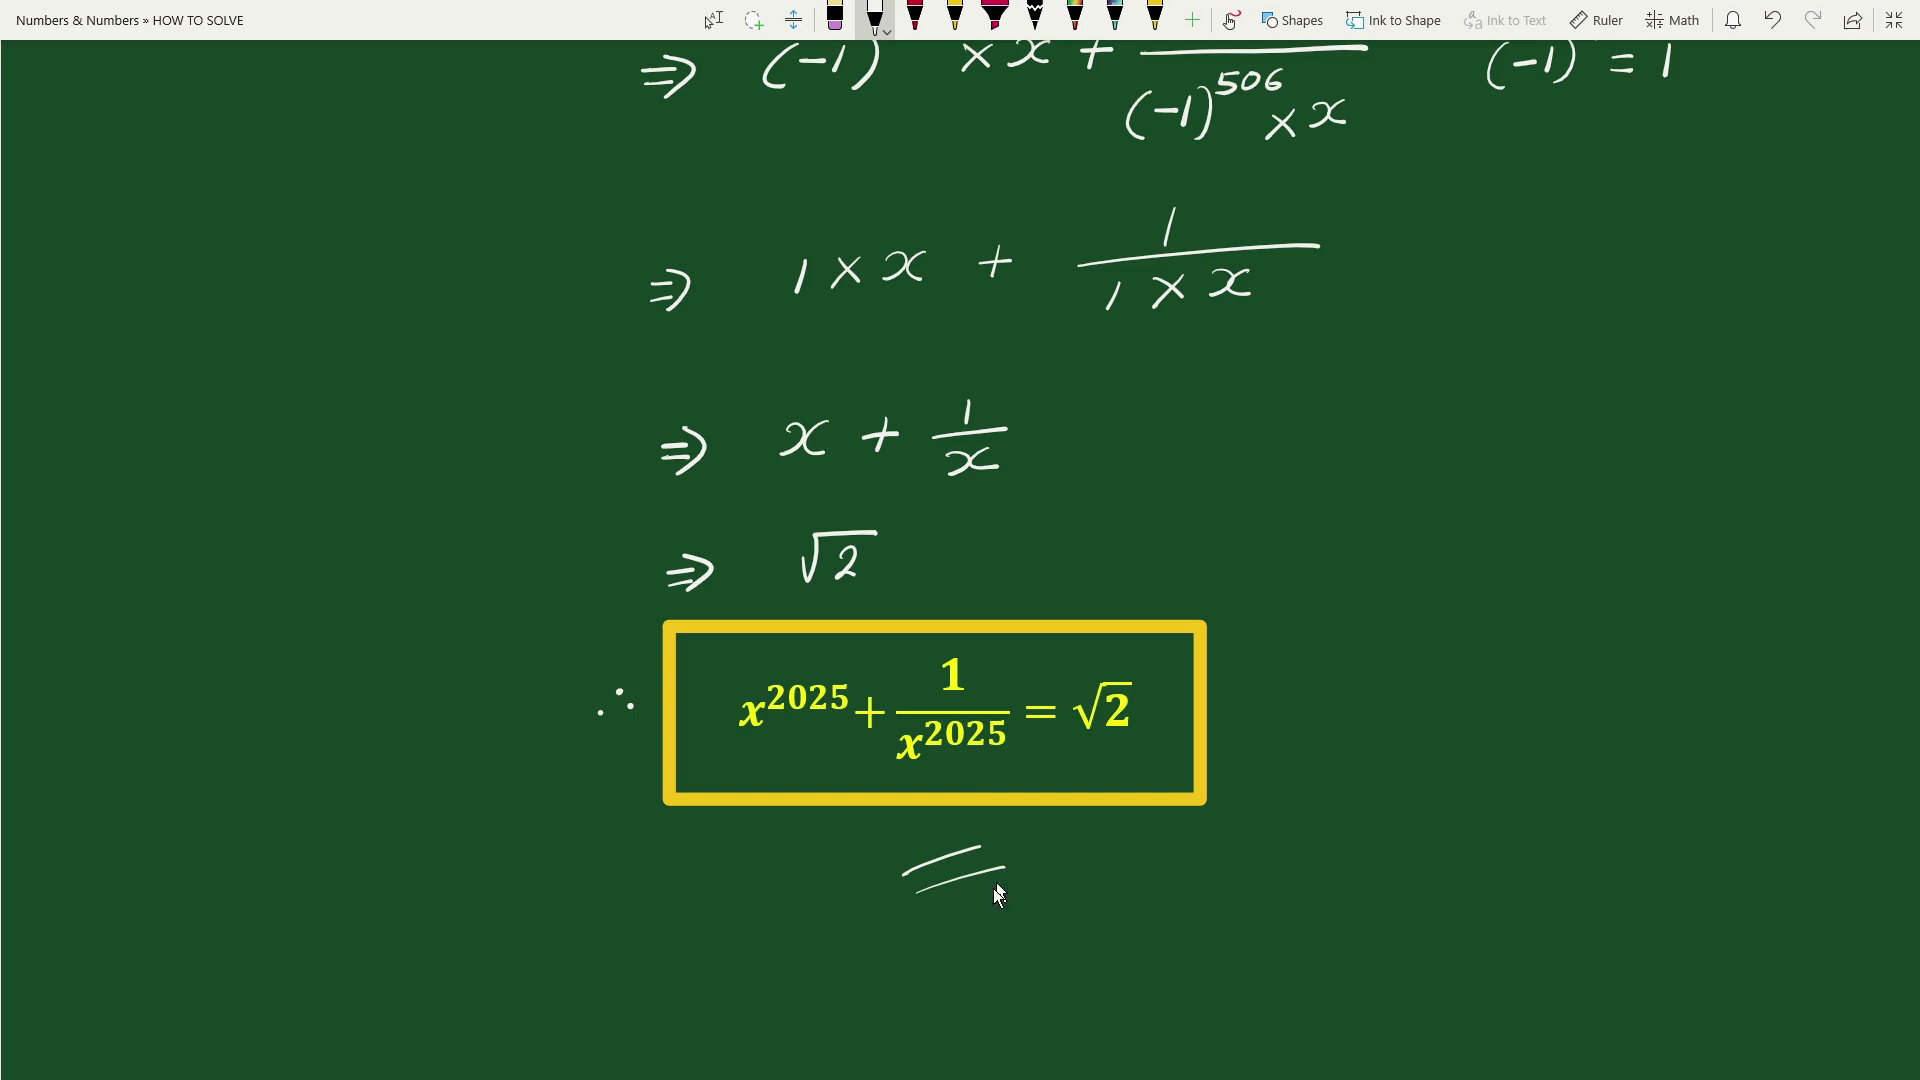 Numbers & Numbers » HOW TO SOLVE
Shapes
Ink to Shape
Ink to Text
Ruler
Math
⇒ (-1) × x + (-1)^506 × x
(-1) = 1
⇒ 1 × x + 1/(1 × x)
⇒ x + 1/x
⇒ √2
∴ x^2025 + 1/x^2025 = √2